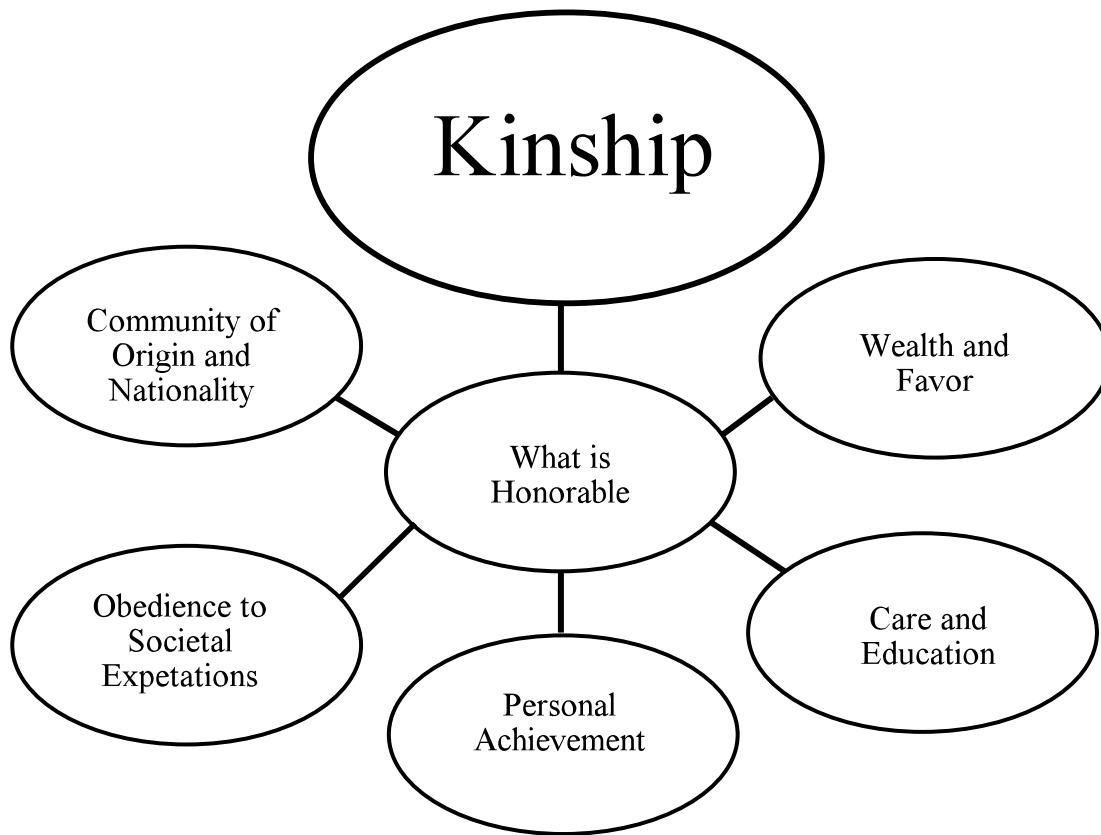 Kinship
Community of
Origin and
Nationality
Wealth and
Favor
What is
Honorable
Obedience to
Societal
Expetations
Care and
Education
Personal
Achievement